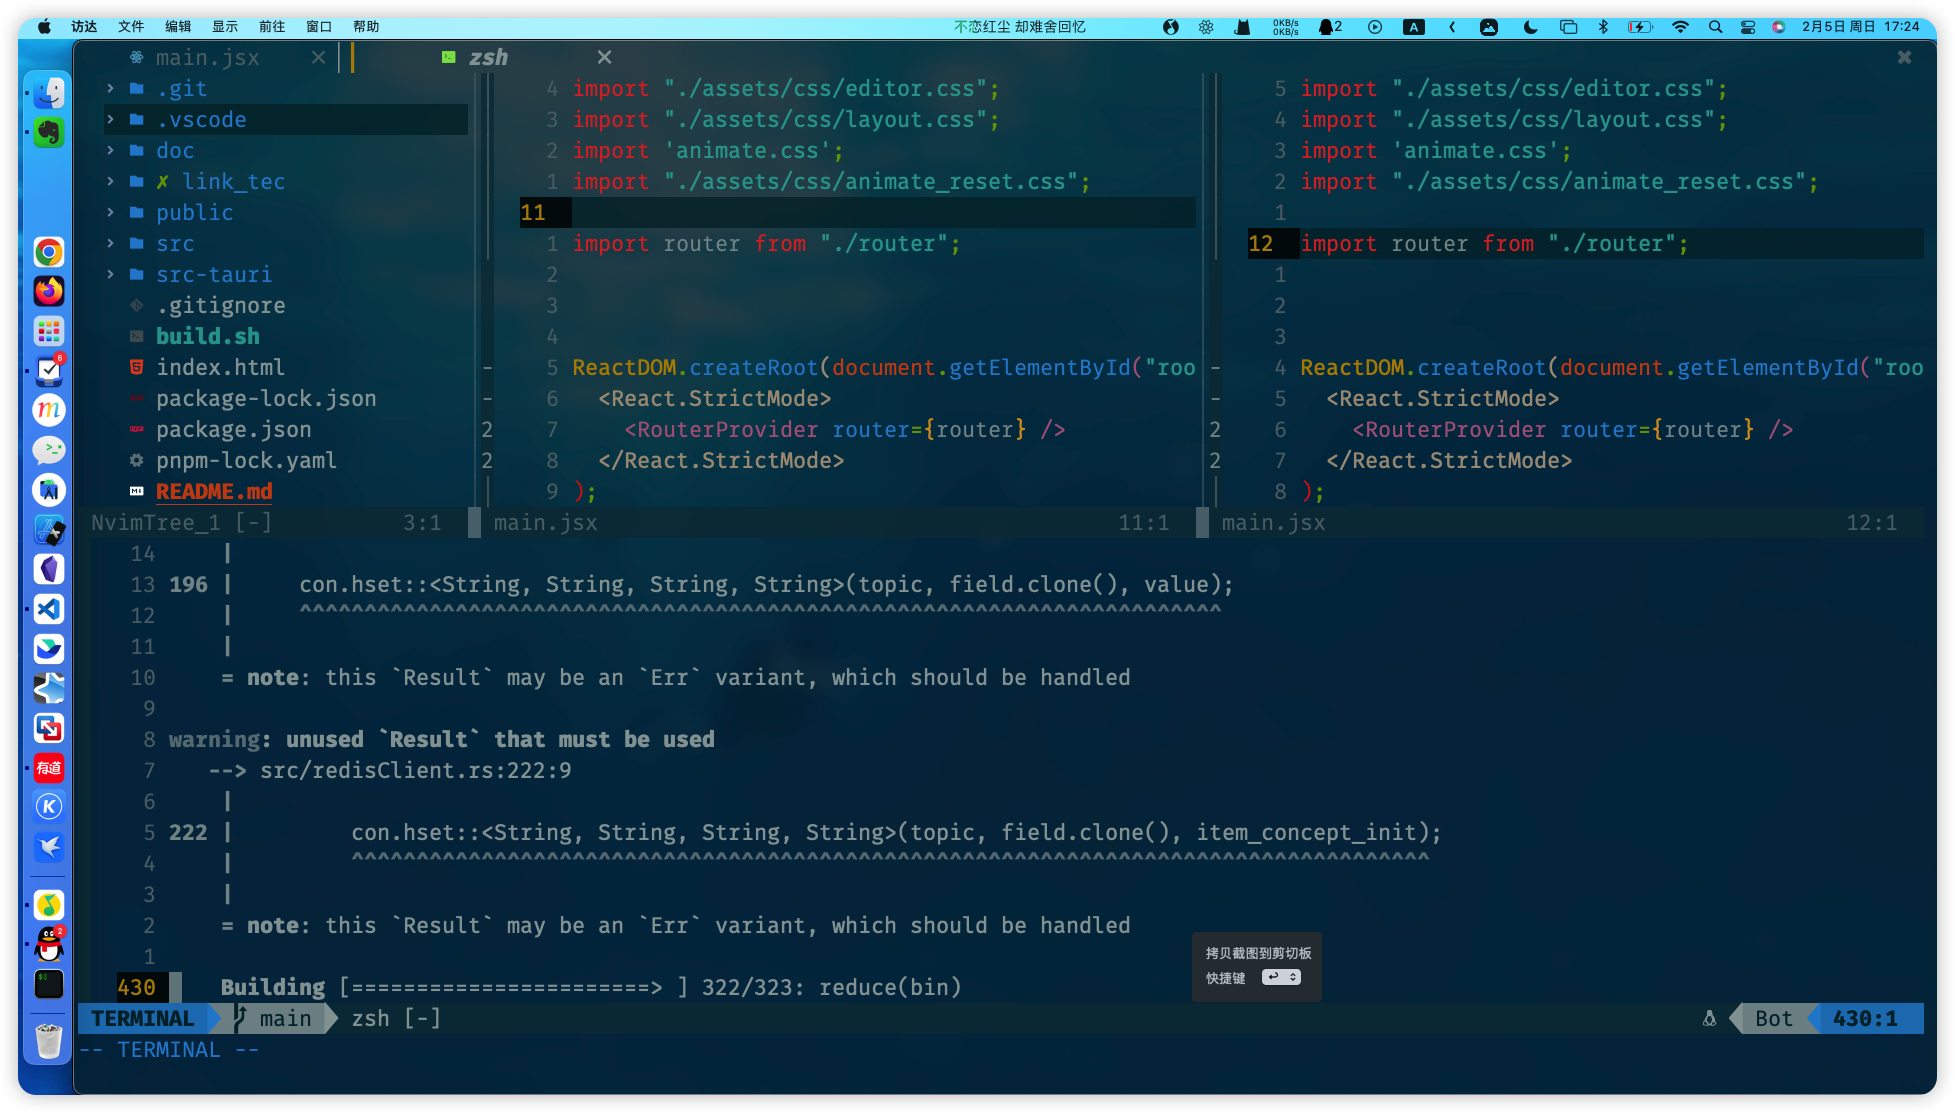 访达 文件 编辑 显示 前往 窗口 帮助 不恋红尘 却难舍回忆 0KB/s 0KB/s 2 A 2月5日 周日 17:24
main.jsx zsh
.git
.vscode
doc
✗ link_tec
public
src
src-tauri
.gitignore
build.sh
index.html
package-lock.json
package.json
pnpm-lock.yaml
README.md
NvimTree_1 [-] 3:1
4 import "./assets/css/editor.css";
3 import "./assets/css/layout.css";
2 import 'animate.css';
1 import "./assets/css/animate_reset.css";
11
1 import router from "./router";
2
3
4
- 5 ReactDOM.createRoot(document.getElementById("roo
- 6 <React.StrictMode>
2 7 <RouterProvider router={router} />
2 8 </React.StrictMode>
│ 9 );
main.jsx 11:1
5 import "./assets/css/editor.css";
4 import "./assets/css/layout.css";
3 import 'animate.css';
2 import "./assets/css/animate_reset.css";
1
12 import router from "./router";
1
2
3
- 4 ReactDOM.createRoot(document.getElementById("roo
- 5 <React.StrictMode>
2 6 <RouterProvider router={router} />
2 7 </React.StrictMode>
│ 8 );
main.jsx 12:1
14 |
13 196 | con.hset::<String, String, String, String>(topic, field.clone(), value);
12 | ^^^^^^^^^^^^^^^^^^^^^^^^^^^^^^^^^^^^^^^^^^^^^^^^^^^^^^^^^^^^^^^^^^^^^^^
11 |
10 = note: this `Result` may be an `Err` variant, which should be handled
9
8 warning: unused `Result` that must be used
7 --> src/redisClient.rs:222:9
6 |
5 222 | con.hset::<String, String, String, String>(topic, field.clone(), item_concept_init);
4 | ^^^^^^^^^^^^^^^^^^^^^^^^^^^^^^^^^^^^^^^^^^^^^^^^^^^^^^^^^^^^^^^^^^^^^^^^^^^^^^^^^^^
3 |
2 = note: this `Result` may be an `Err` variant, which should be handled
1
430 Building [=======================> ] 322/323: reduce(bin)
拷贝截图到剪切板
快捷键
TERMINAL main zsh [-] Bot 430:1
-- TERMINAL --
6
m
AI
有道
K
2